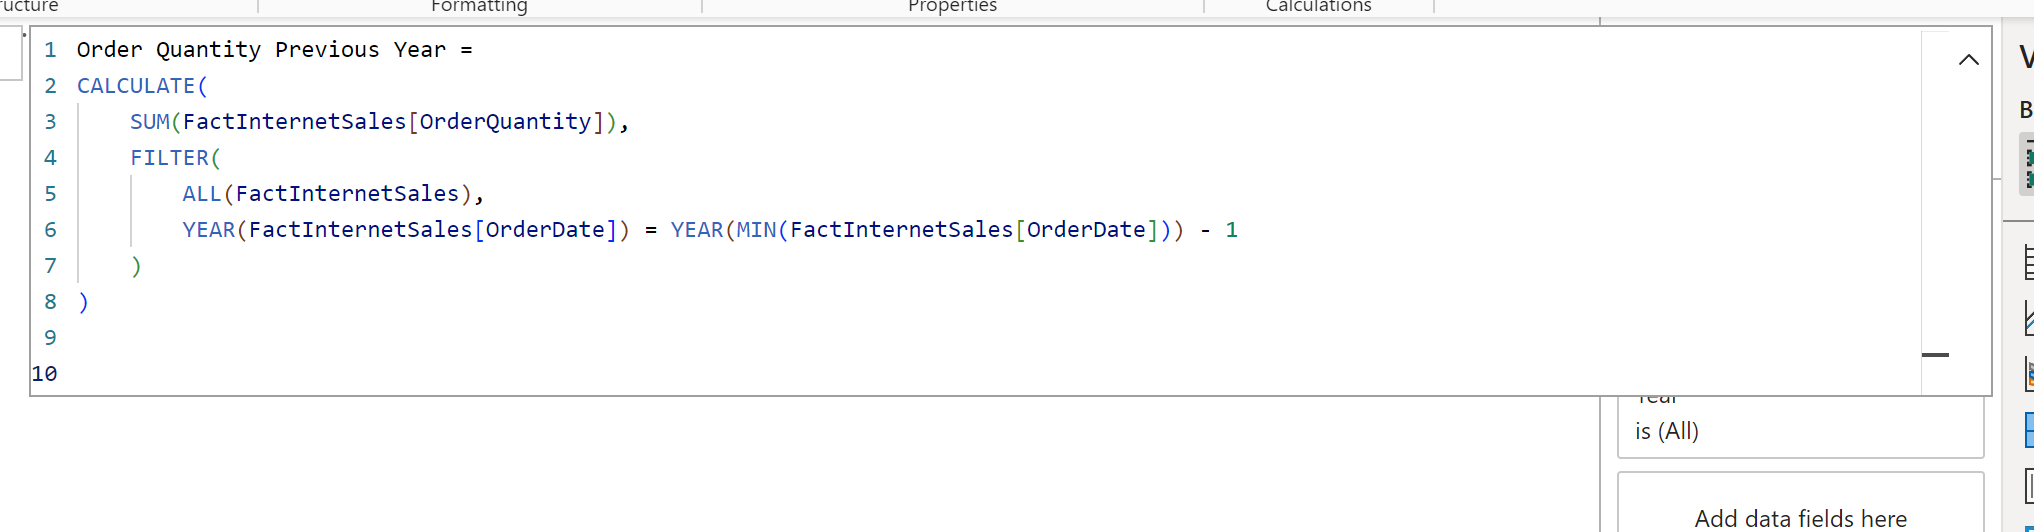 Formatting
Properties
Calculations
1 Order Quantity Previous Year =
2 CALCULATE(
3 SUM(FactInternetSales[OrderQuantity]),
4 FILTER(
5 ALL(FactInternetSales),
6 YEAR(FactInternetSales[OrderDate]) = YEAR(MIN(FactInternetSales[OrderDate])) - 1
7 )
8 )
9
10
is (All)
Add data fields here